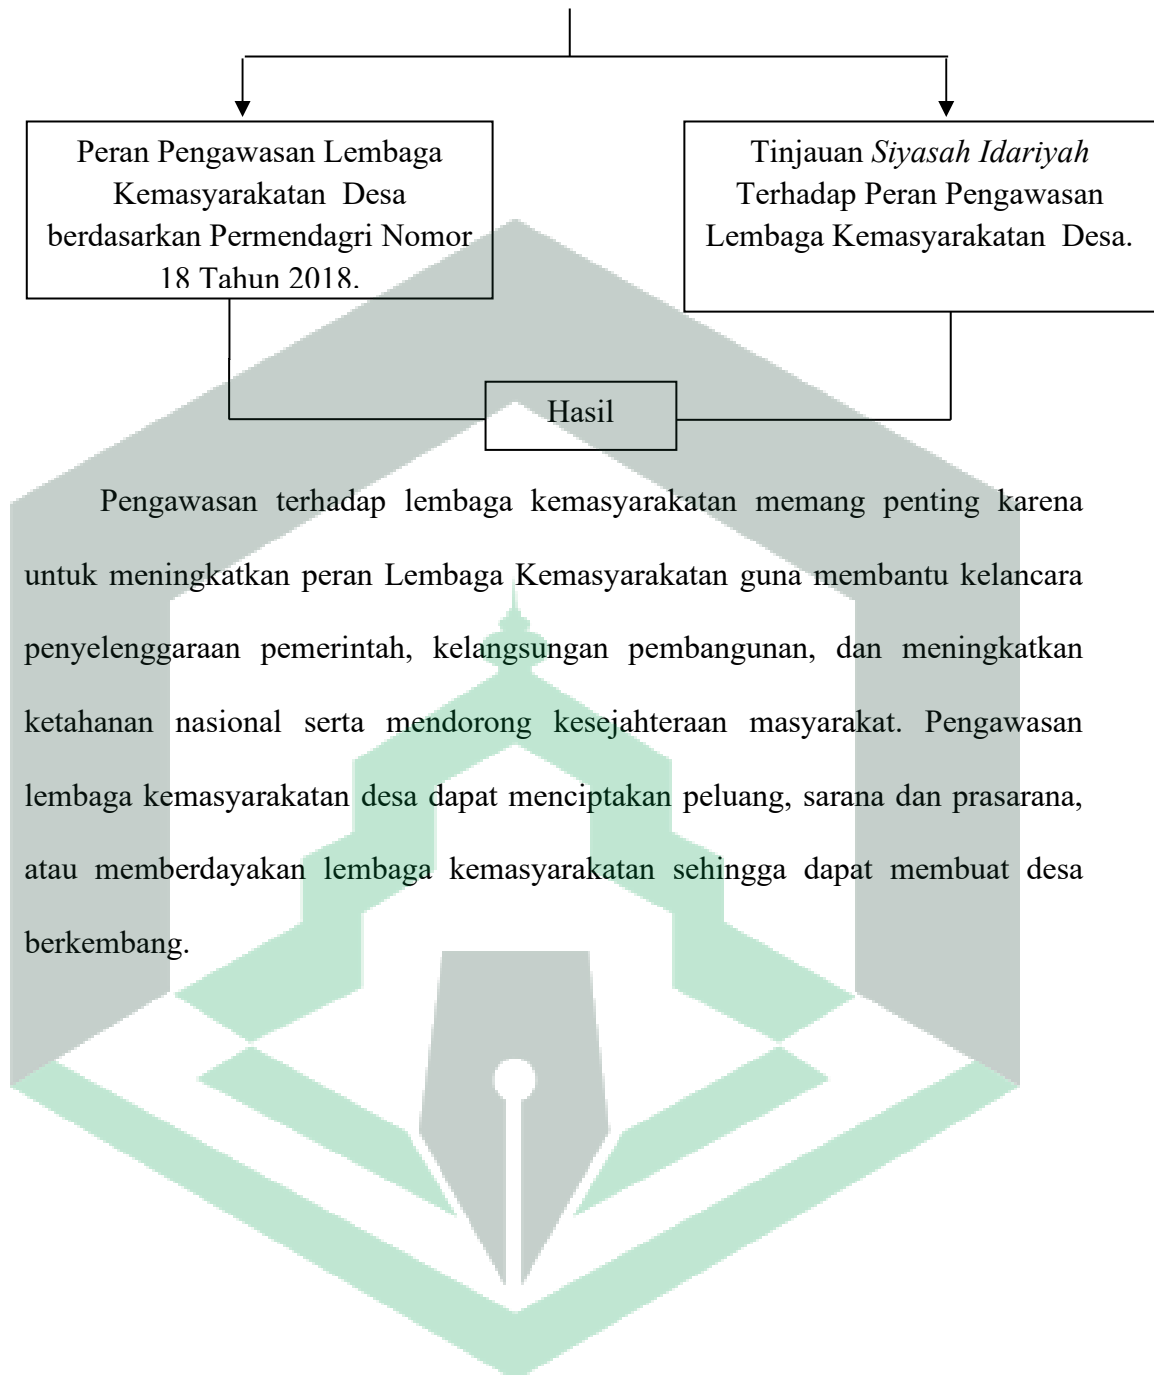 Peran Pengawasan Lembaga
Kemasyarakatan Desa
berdasarkan Permendagri Nomor
18 Tahun 2018.
Tinjauan Siyasah Idariyah
Terhadap Peran Pengawasan
Lembaga Kemasyarakatan Desa.
Hasil
Pengawasan terhadap lembaga kemasyarakatan memang penting karena
untuk meningkatkan peran Lembaga Kemasyarakatan guna membantu kelancara
penyelenggaraan pemerintah, kelangsungan pembangunan, dan meningkatkan
ketahanan nasional serta mendorong kesejahteraan masyarakat. Pengawasan
lembaga kemasyarakatan desa dapat menciptakan peluang, sarana dan prasarana,
atau memberdayakan lembaga kemasyarakatan sehingga dapat membuat desa
berkembang.